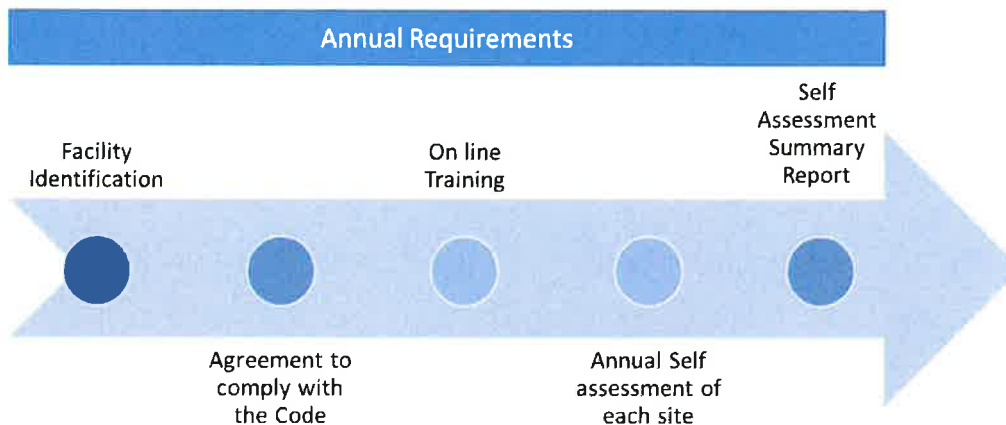 Annual Requirements
Facility
Identification
Agreement to
comply with
the Code
On line
Training
Annual Self
assessment of
each site
Self
Assessment
Summary
Report